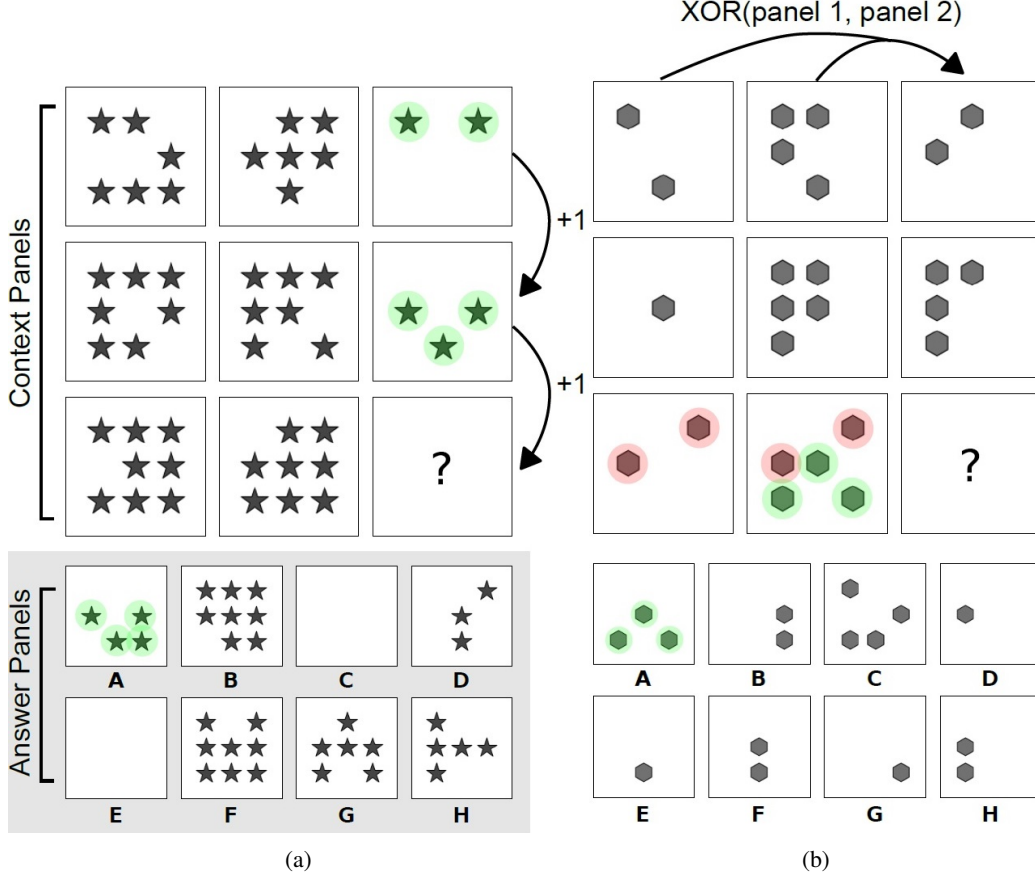 XOR(panel 1, panel 2)
Context Panels
+1
+1
?
?
Answer Panels
A B C D
E F G H
A B C D
E F G H
(a)
(b)